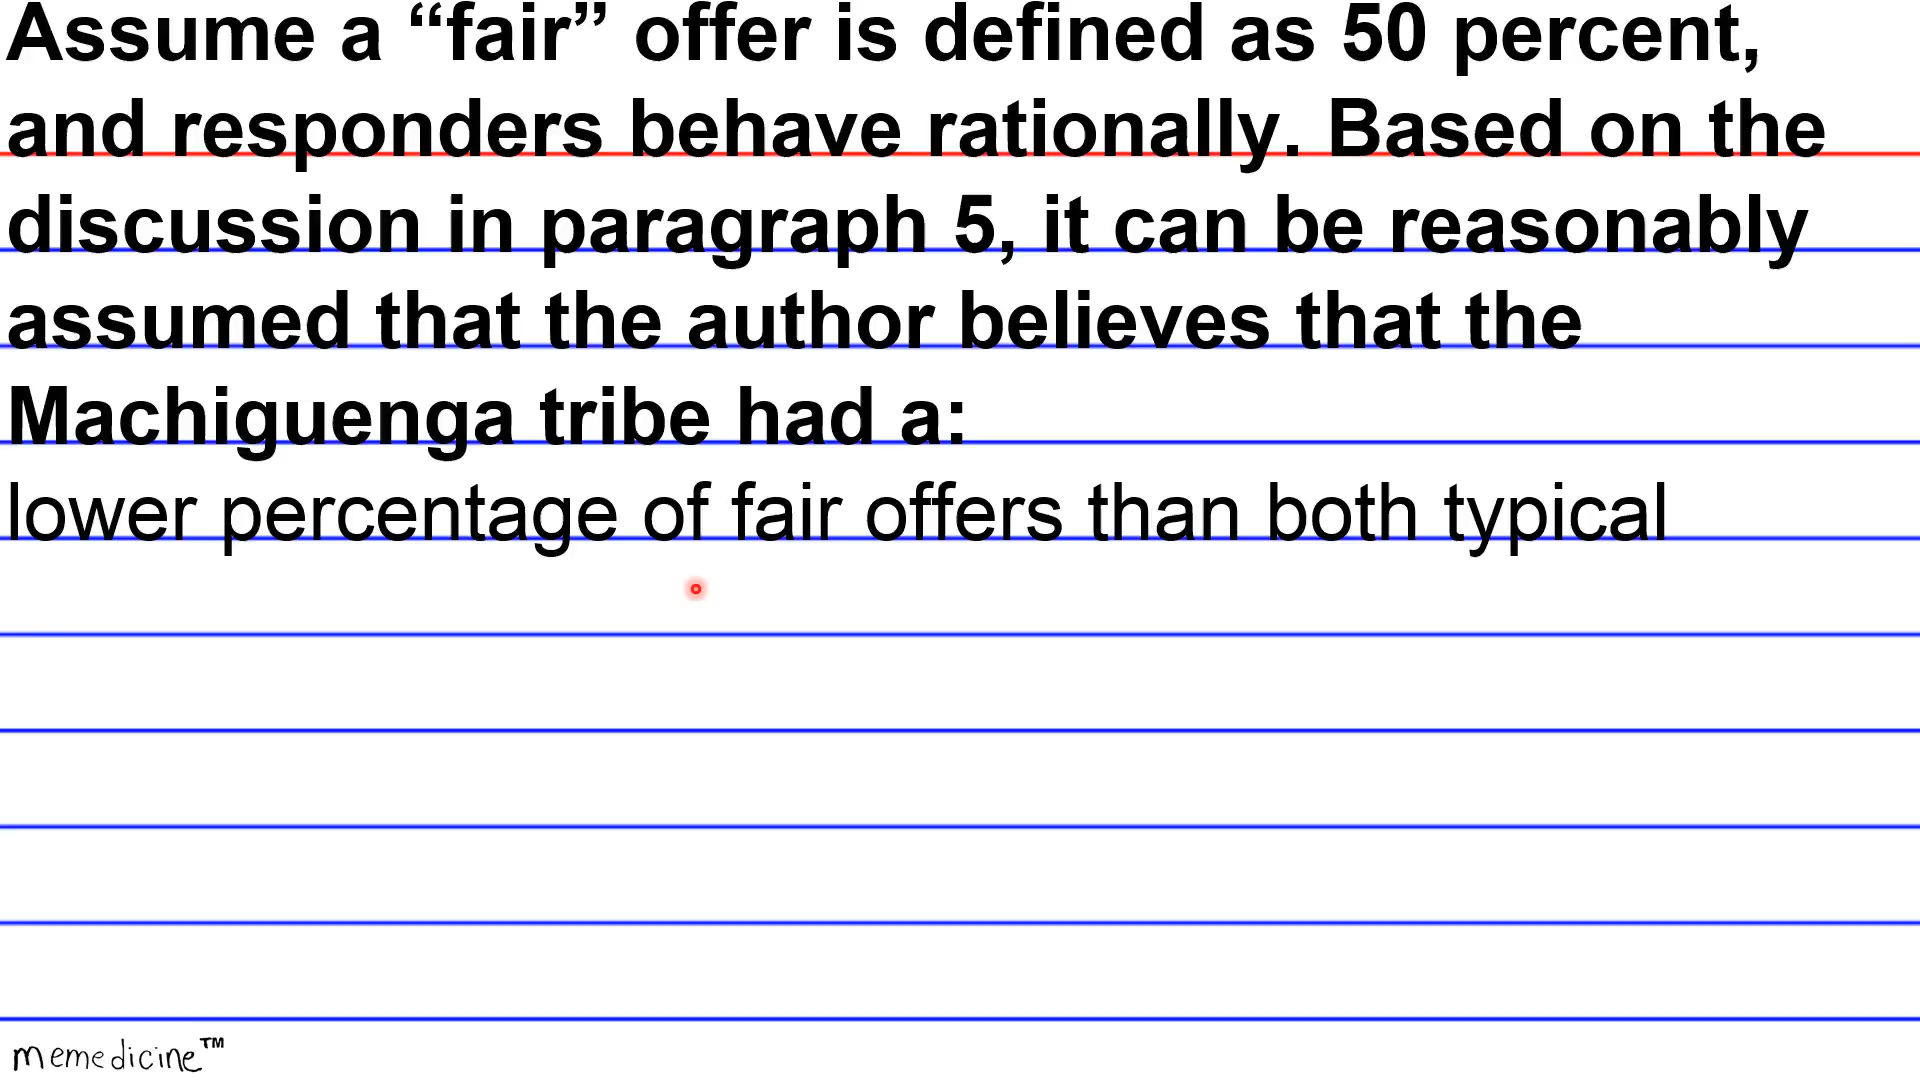 Assume a “fair” offer is defined as 50 percent,
and responders behave rationally. Based on the
discussion in paragraph 5, it can be reasonably
assumed that the author believes that the
Machiguenga tribe had a:
lower percentage of fair offers than both typical
memedicine™